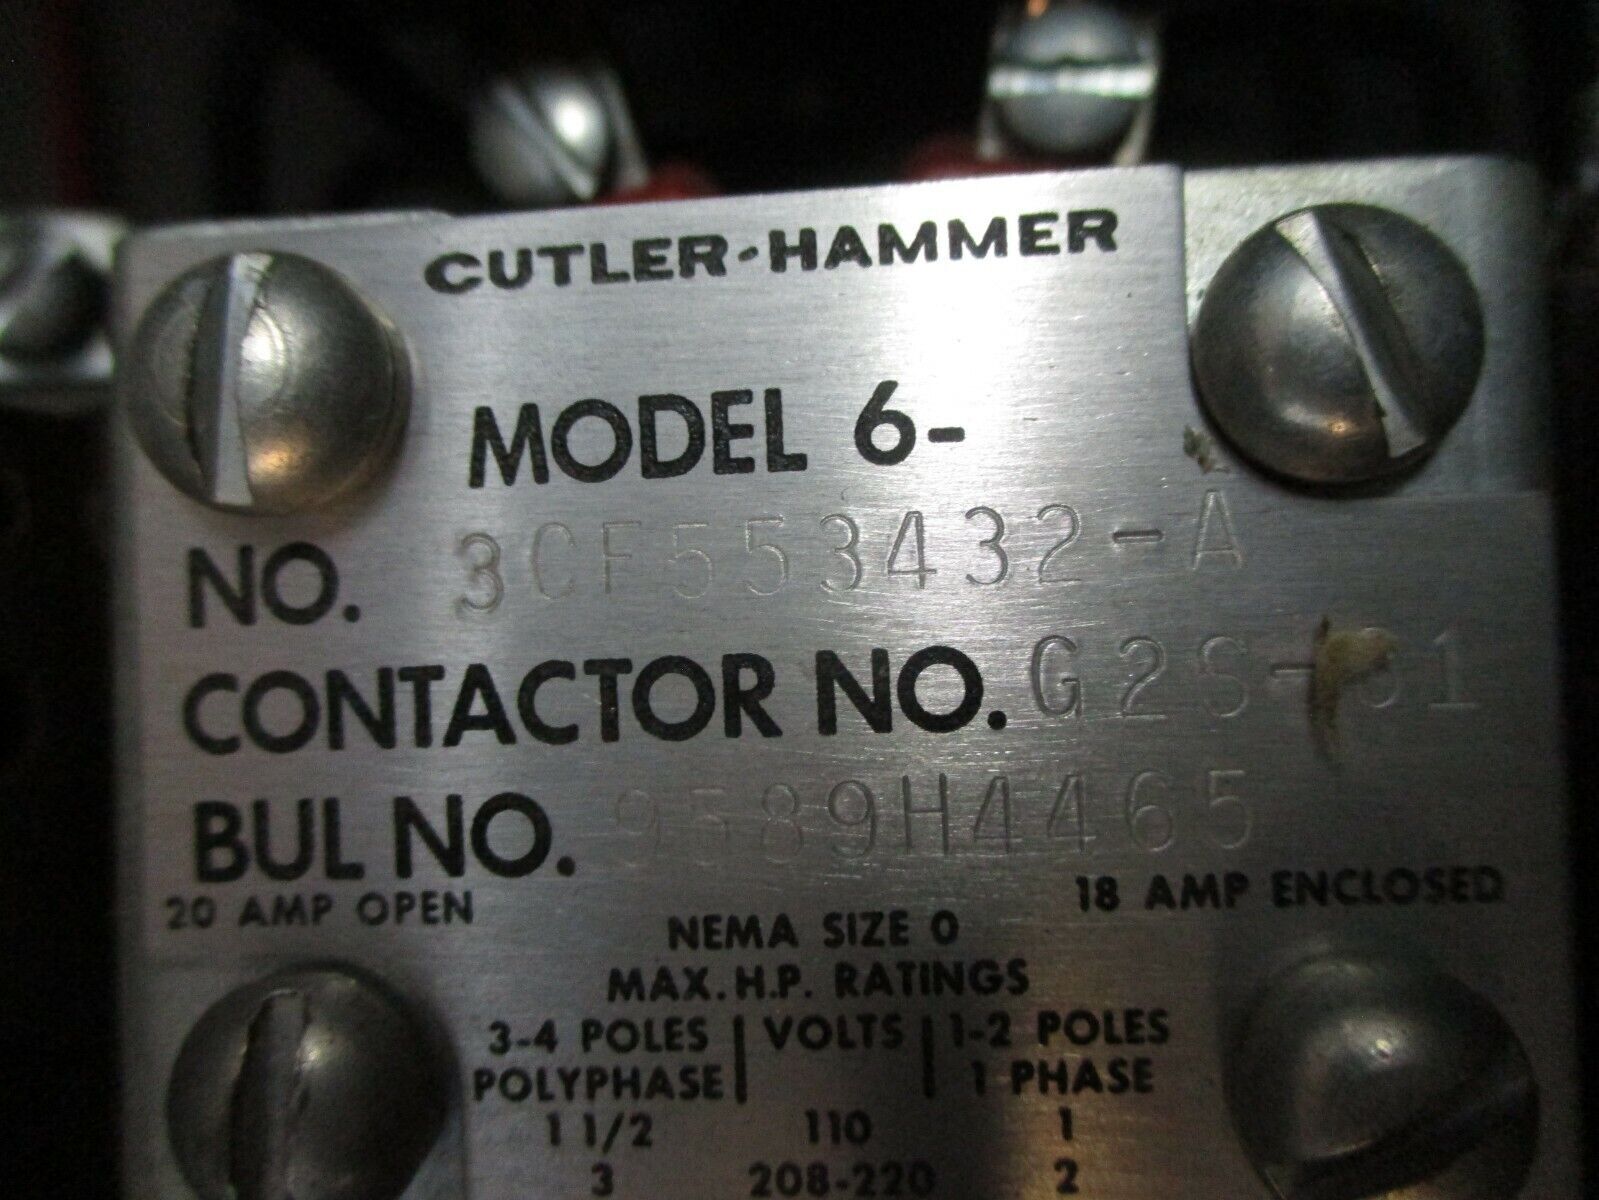 CUTLER-HAMMER
MODEL 6-
NO. 3CF553432-A
CONTACTOR NO. G2S-
BUL NO. 9589H4465
20 AMP OPEN 18 AMP ENCLOSED
NEMA SIZE 0
MAX. H.P. RATINGS
3-4 POLES | VOLTS | 1-2 POLES
POLYPHASE | | 1 PHASE
1 1/2 110 1
3 208-220 2